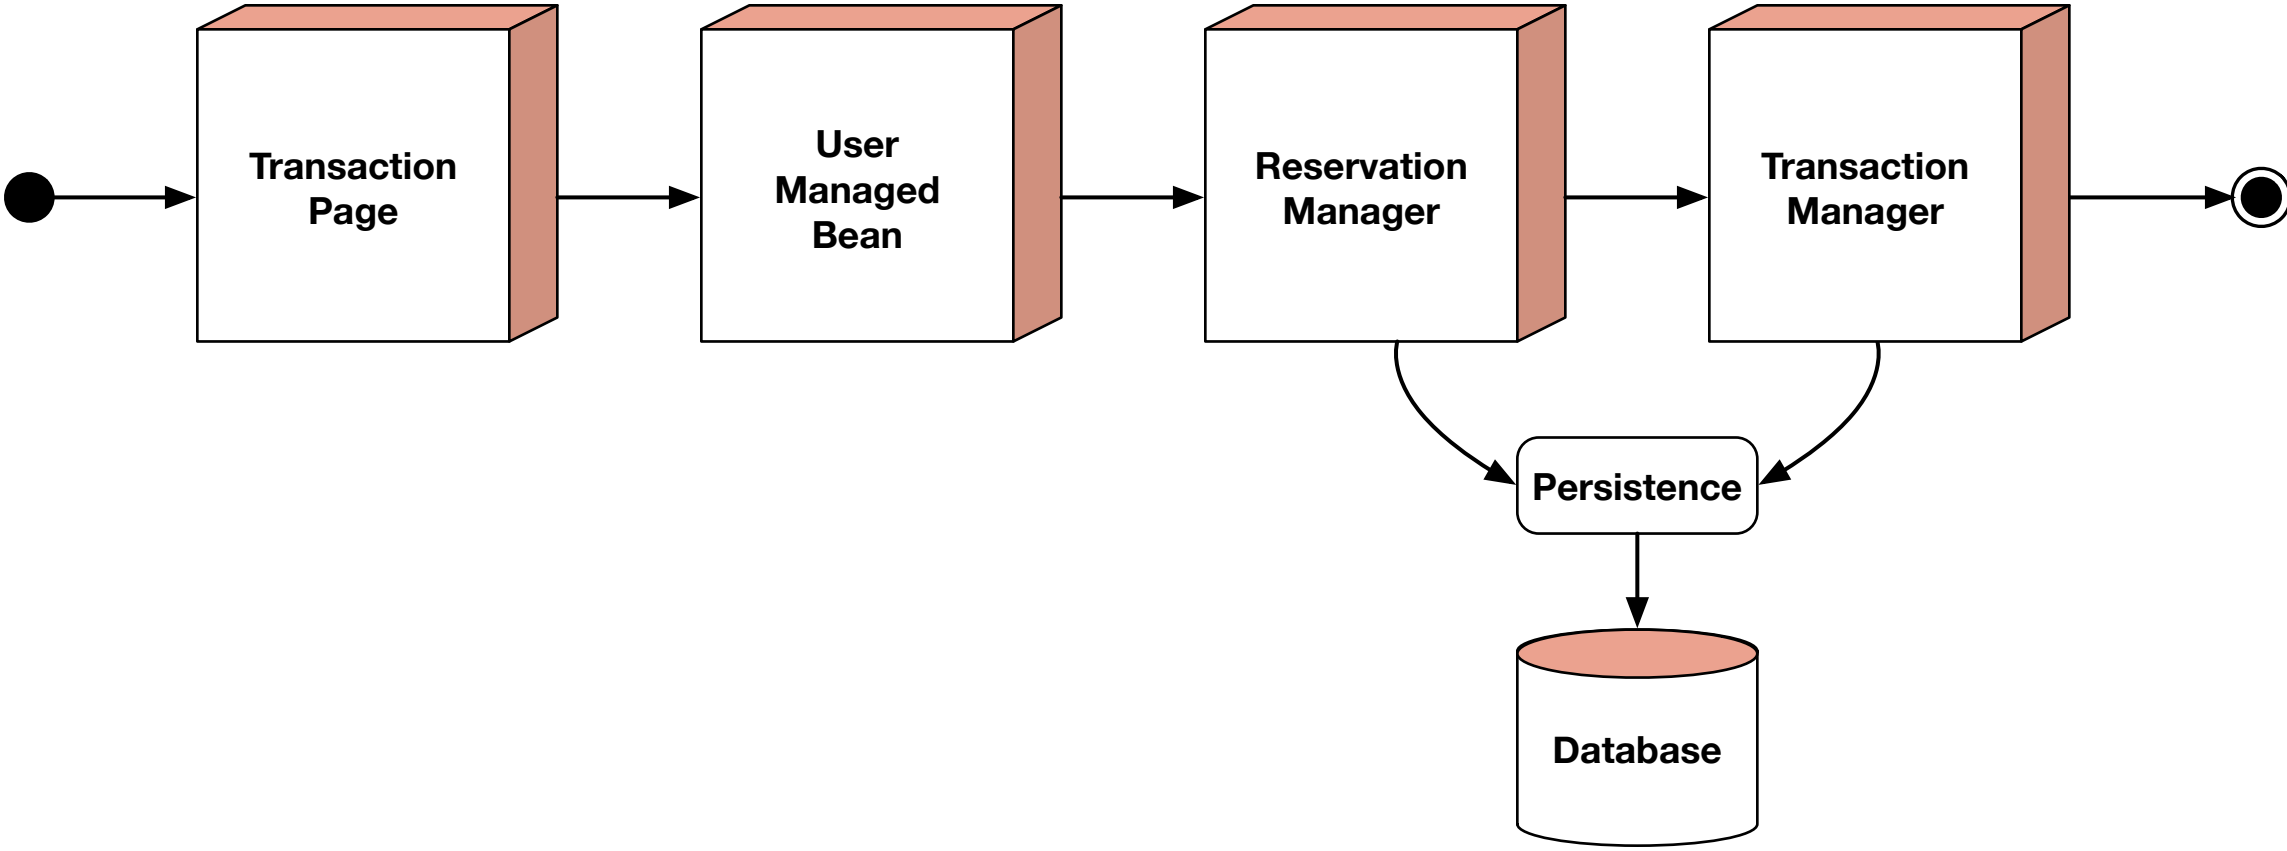 Transaction
Page
User
Managed
Bean
Reservation
Manager
Transaction
Manager
Persistence
Database